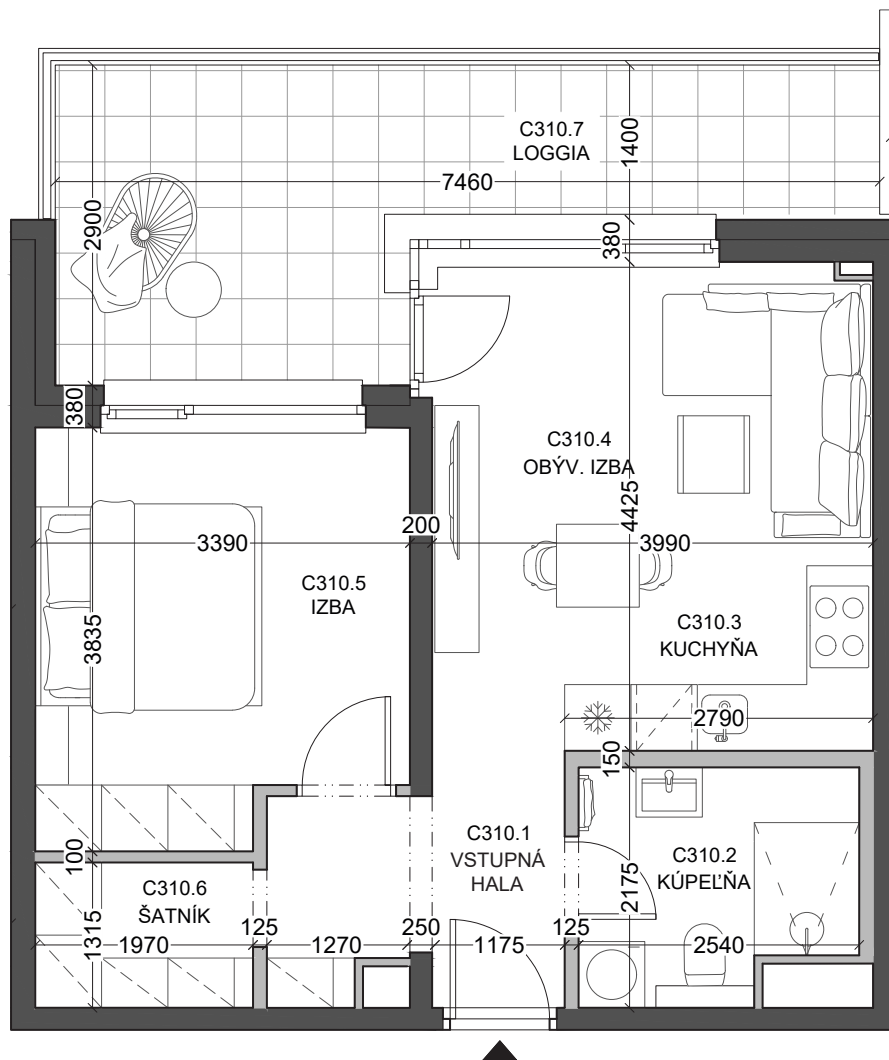 C310.7
LOGGIA
1400
7460
2900
380
380
C310.4
OBÝV. IZBA
4425
200
3390
3990
C310.5
IZBA
C310.3
KUCHYŇA
3835
2790
150
C310.1
VSTUPNÁ
HALA
C310.2
KÚPEĽŇA
100
C310.6
ŠATNÍK
2175
1315
1970
125
1270
250
1175
125
2540